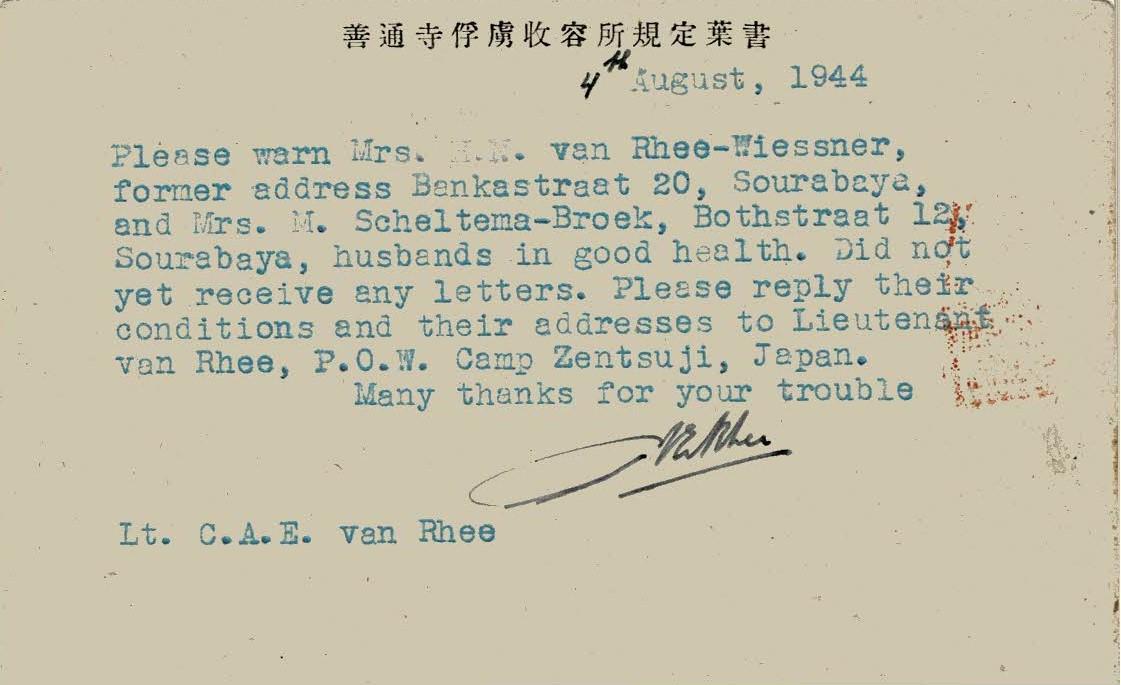 善通寺俘虜收容所規定葉書
4th August, 1944
Please warn Mrs. H.N. van Rhee-Wiessner,
former address Bankastraat 20, Sourabaya,
and Mrs. M. Scheltema-Broek, Bothstraat 12,
Sourabaya, husbands in good health. Did not
yet receive any letters. Please reply their
conditions and their addresses to Lieutenant
van Rhee, P.O.W. Camp Zentsuji, Japan.
Many thanks for your trouble
Lt. C.A.E. van Rhee